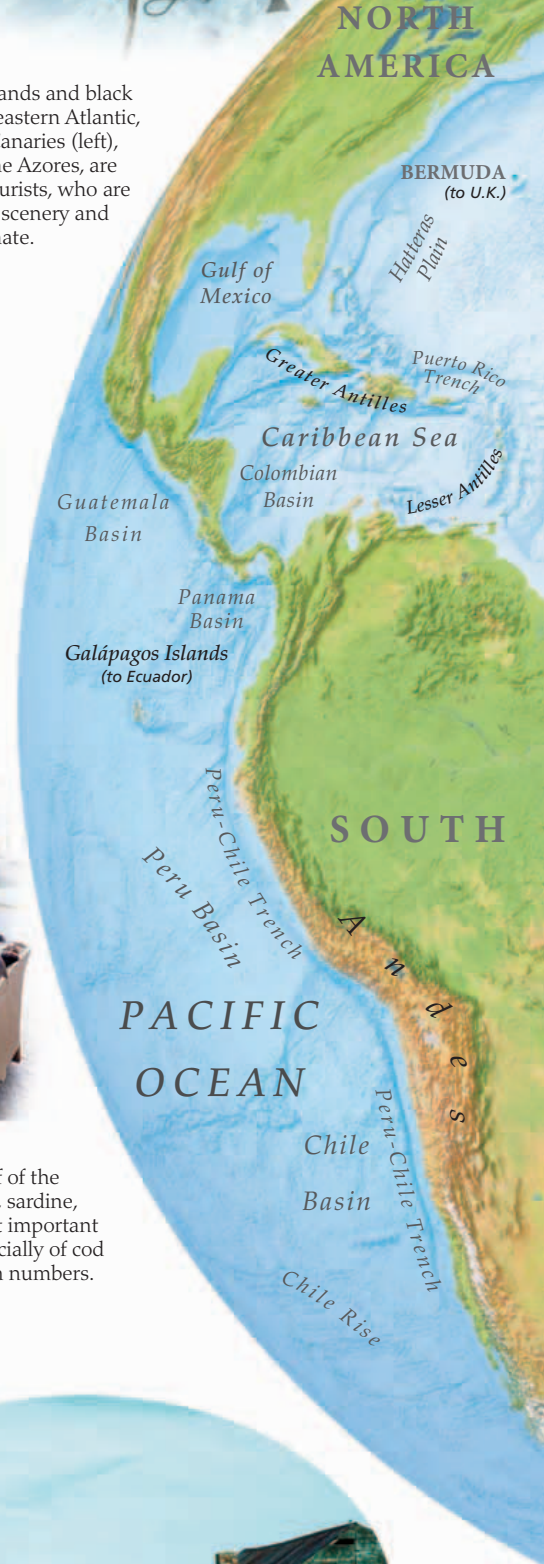 NORTH
AMERICA
ands and black
eastern Atlantic,
anaries (left),
e Azores, are
urists, who are
scenery and
ate.
BERMUDA
(to U.K.)
Hatteras
Plain
Gulf of
Mexico
Greater Antilles
Puerto Rico
Trench
Caribbean Sea
Colombian
Basin
Lesser Antilles
Guatemala
Basin
Panama
Basin
Galápagos Islands
(to Ecuador)
Peru-Chile Trench
SOUTH
Peru Basin
Andes
PACIFIC
OCEAN
Peru-Chile Trench
Chile
Basin
Chile Rise
f of the
sardine,
t important
cially of cod
n numbers.